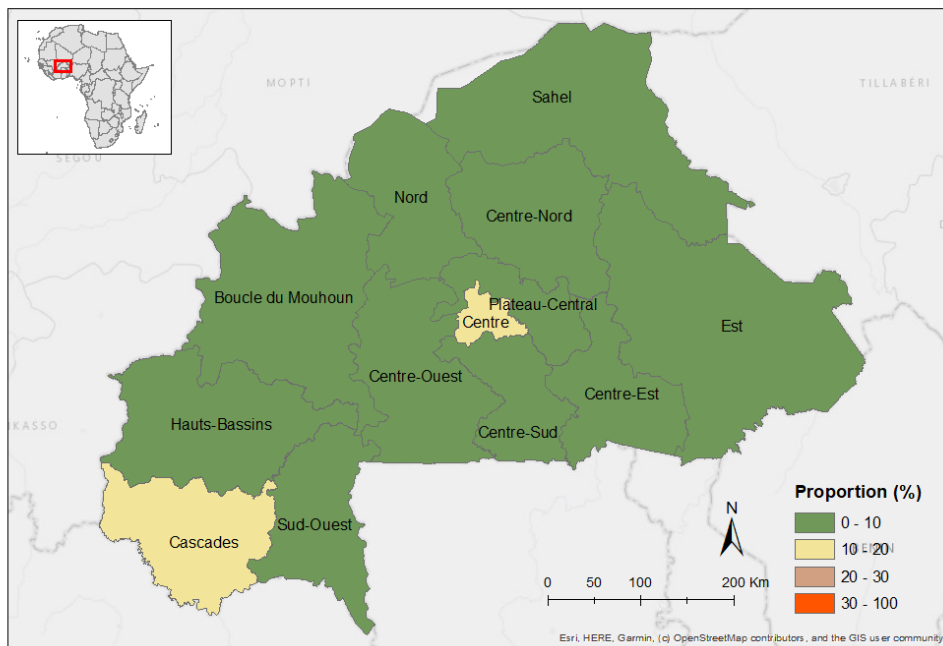 MOPTI
TILLABÉRI
SÉGOU
Sahel
Nord
Centre-Nord
Boucle du Mouhoun
Plateau-Central
Centre
Est
Centre-Ouest
Centre-Est
Hauts-Bassins
IKASSO
Centre-Sud
Sud-Ouest
Cascades
N
0 50 100 200 Km
Proportion (%)
0 - 10
10 - 20
20 - 30
30 - 100
Esri, HERE, Garmin, (c) OpenStreetMap contributors, and the GIS user community